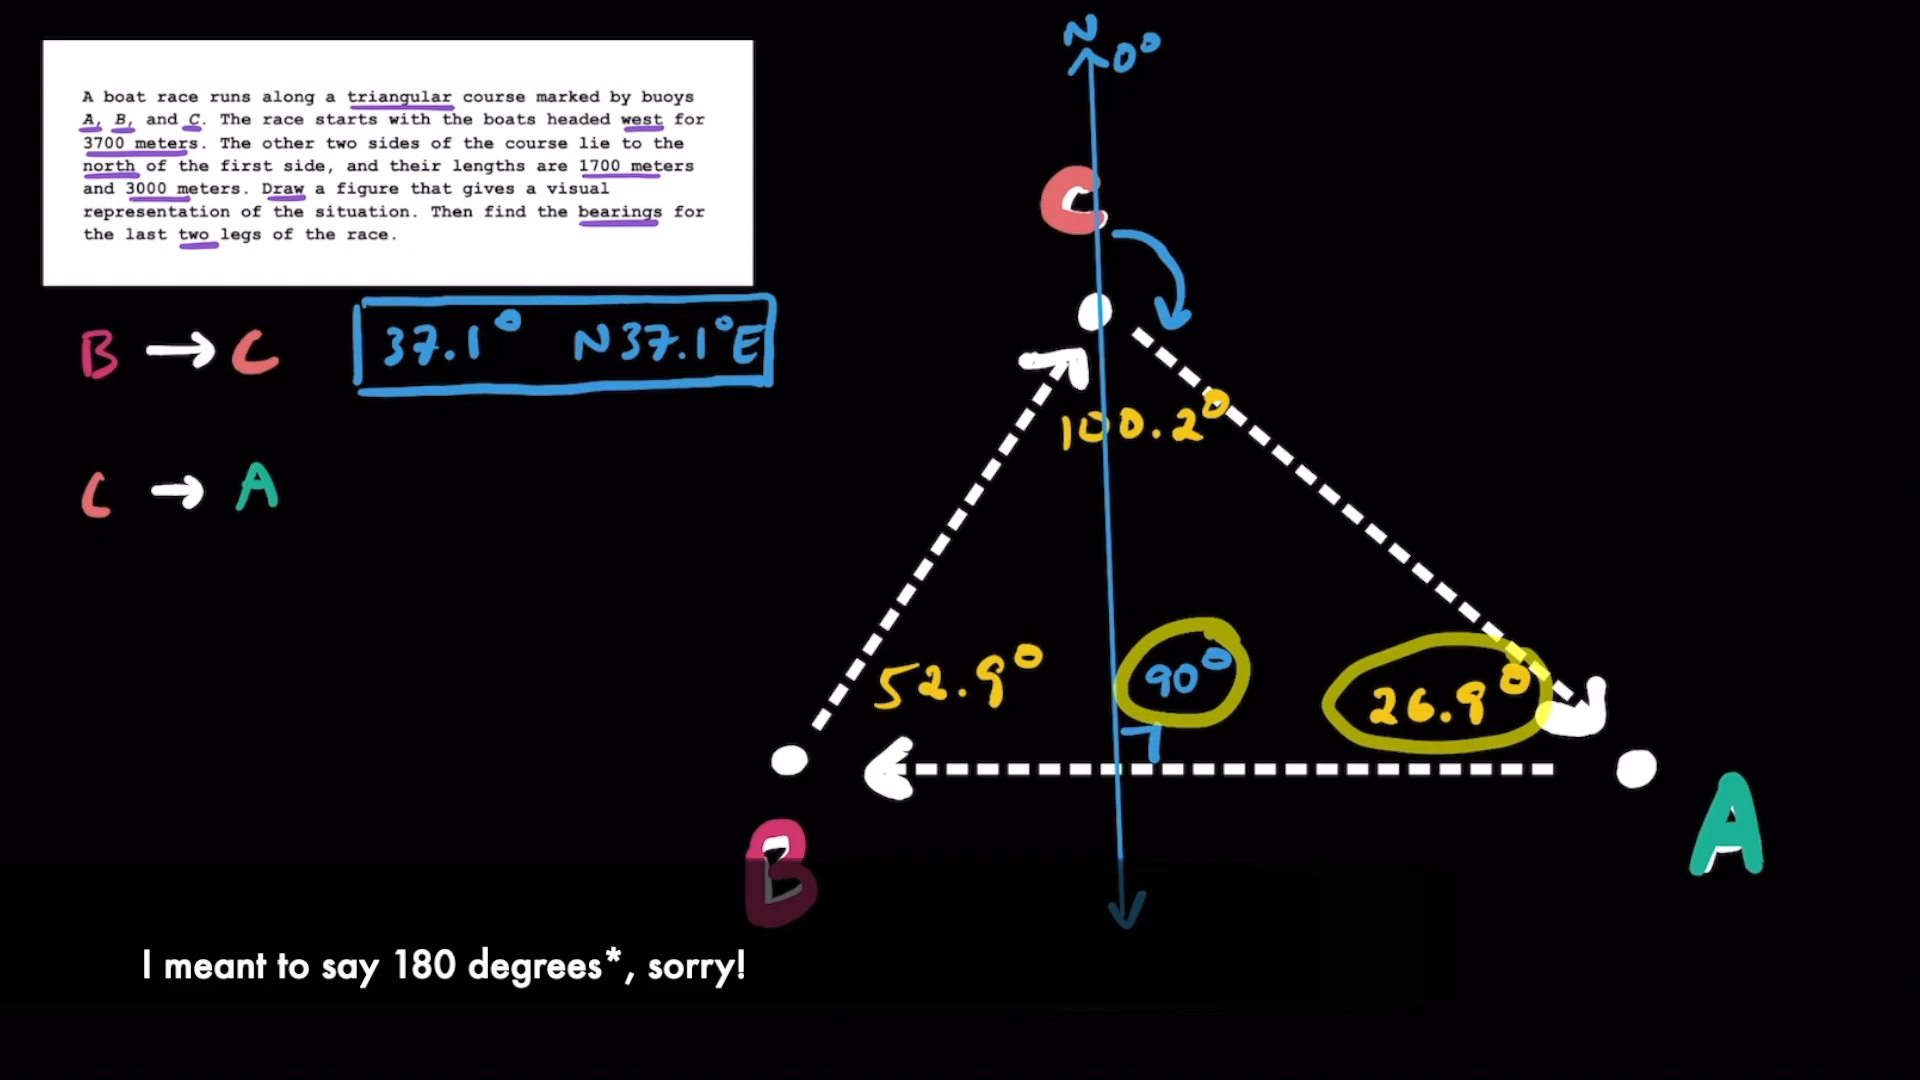 A boat race runs along a triangular course marked by buoys
A, B, and C. The race starts with the boats headed west for
3700 meters. The other two sides of the course lie to the
north of the first side, and their lengths are 1700 meters
and 3000 meters. Draw a figure that gives a visual
representation of the situation. Then find the bearings for
the last two legs of the race.
B → C 37.1° N37.1°E
C → A
N
0°
C
100.2°
52.9°
90°
26.9°
B
A
I meant to say 180 degrees*, sorry!